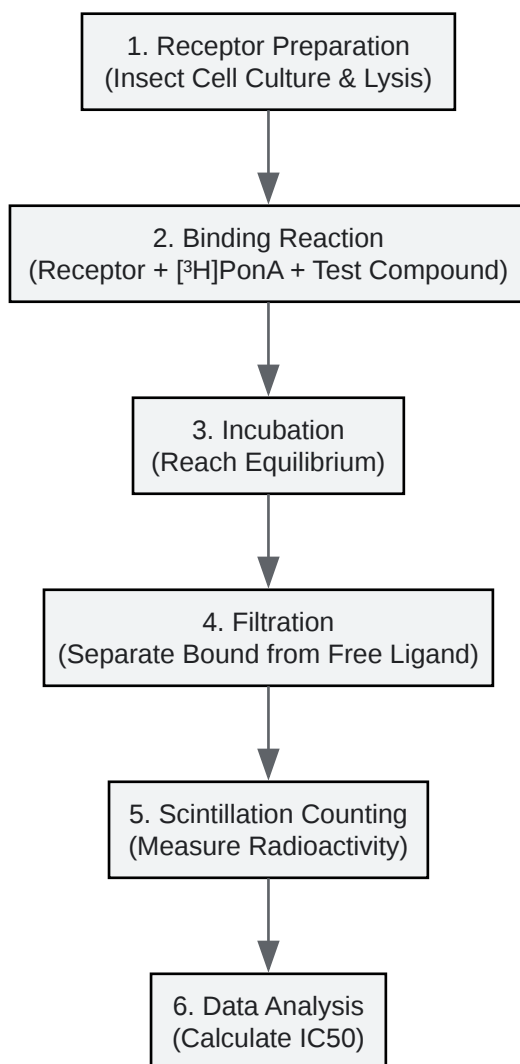 1. Receptor Preparation
(Insect Cell Culture & Lysis)
2. Binding Reaction
(Receptor + [³H]PonA + Test Compound)
3. Incubation
(Reach Equilibrium)
4. Filtration
(Separate Bound from Free Ligand)
5. Scintillation Counting
(Measure Radioactivity)
6. Data Analysis
(Calculate IC50)